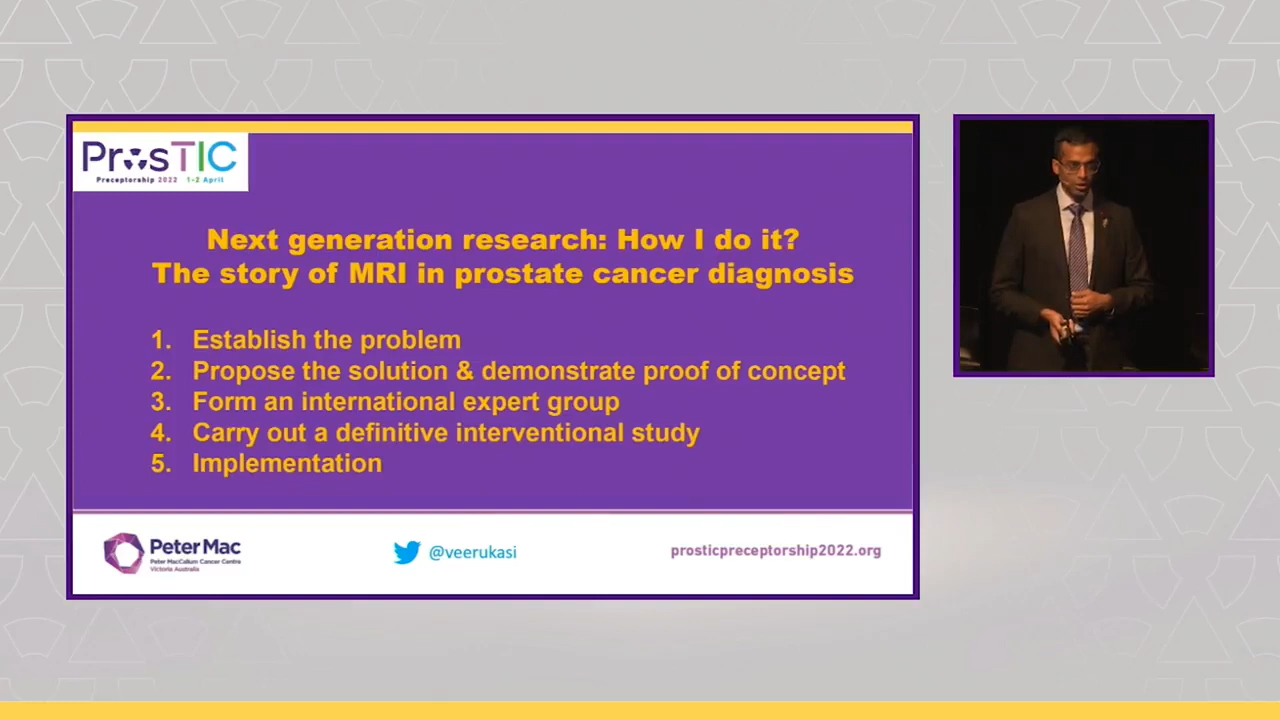 ProsTIC
Preceptorship 2022 1-2 April
Next generation research: How I do it?
The story of MRI in prostate cancer diagnosis
1. Establish the problem
2. Propose the solution & demonstrate proof of concept
3. Form an international expert group
4. Carry out a definitive interventional study
5. Implementation
Peter Mac
Peter MacCallum Cancer Centre
Victoria Australia
@veerukasi
prosticpreceptorship2022.org